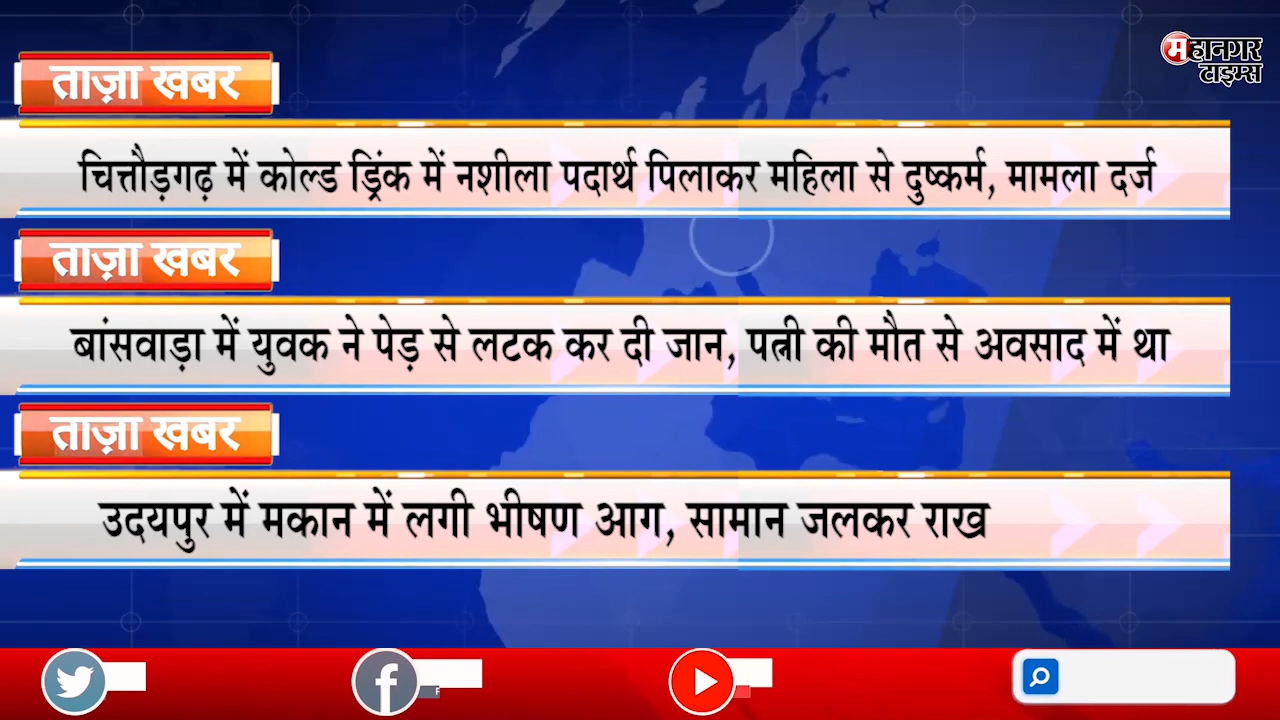 महानगर
टाइम्स
ताज़ा खबर
चित्तौड़गढ़ में कोल्ड ड्रिंक में नशीला पदार्थ पिलाकर महिला से दुष्कर्म, मामला दर्ज
ताज़ा खबर
बांसवाड़ा में युवक ने पेड़ से लटक कर दी जान, पत्नी की मौत से अवसाद में था
ताज़ा खबर
उदयपुर में मकान में लगी भीषण आग, सामान जलकर राख